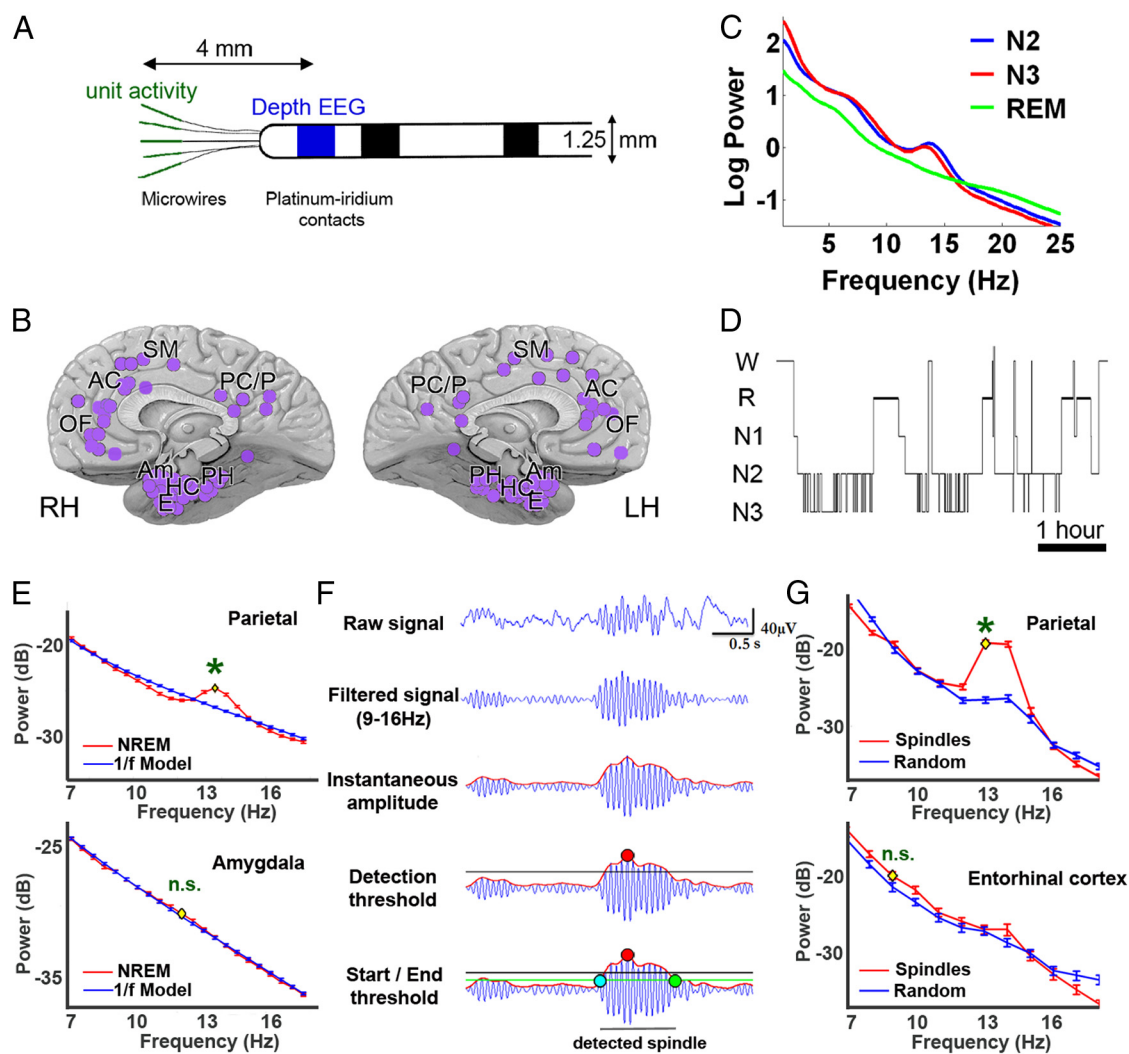 A
4 mm
unit activity
Depth EEG
1.25 mm
Microwires
Platinum-iridium
contacts
C
Log Power
2
1
0
-1
N2
N3
REM
5 10 15 20 25
Frequency (Hz)
B
SM
AC
PC/P
OF
Am
HC
PH
E
RH
SM
PC/P
AC
OF
PH
HC
Am
E
LH
D
W
R
N1
N2
N3
1 hour
E
Parietal
Power (dB)
-20
-30
*
NREM
1/f Model
7 10 13 16
Frequency (Hz)
Amygdala
n.s.
Power (dB)
-25
-35
NREM
1/f Model
7 10 13 16
Frequency (Hz)
F
Raw signal
40μV
0.5 s
Filtered signal
(9-16Hz)
Instantaneous
amplitude
Detection
threshold
Start / End
threshold
detected spindle
G
Parietal
Power (dB)
-20
-30
*
Spindles
Random
7 10 13 16
Frequency (Hz)
n.s.
Entorhinal cortex
Power (dB)
-20
-30
Spindles
Random
7 10 13 16
Frequency (Hz)